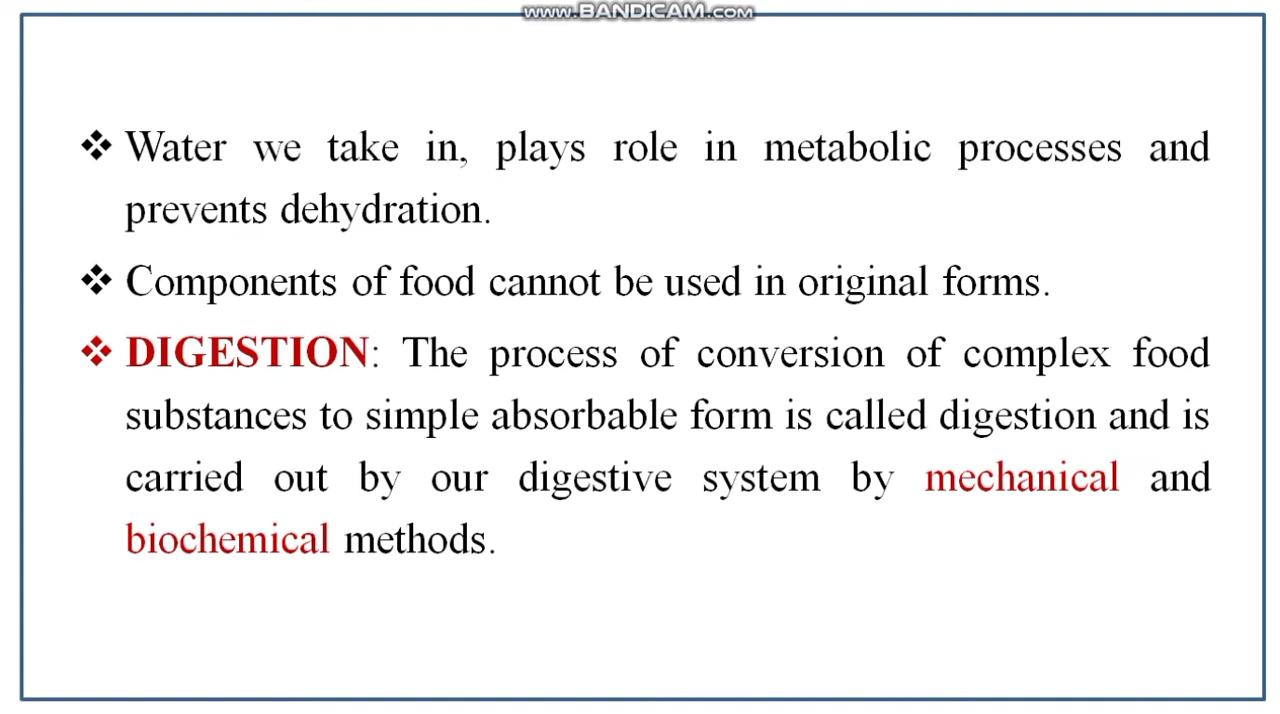 www.BANDICAM.com
❖ Water we take in, plays role in metabolic processes and
prevents dehydration.
❖ Components of food cannot be used in original forms.
❖ DIGESTION: The process of conversion of complex food
substances to simple absorbable form is called digestion and is
carried out by our digestive system by mechanical and
biochemical methods.